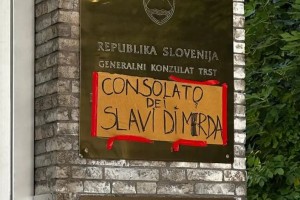 REPUBLIKA SLOVENIJA
GENERALNI KONZULAT TRST
CONSOLATO
DEI
SLAVI DI MERDA